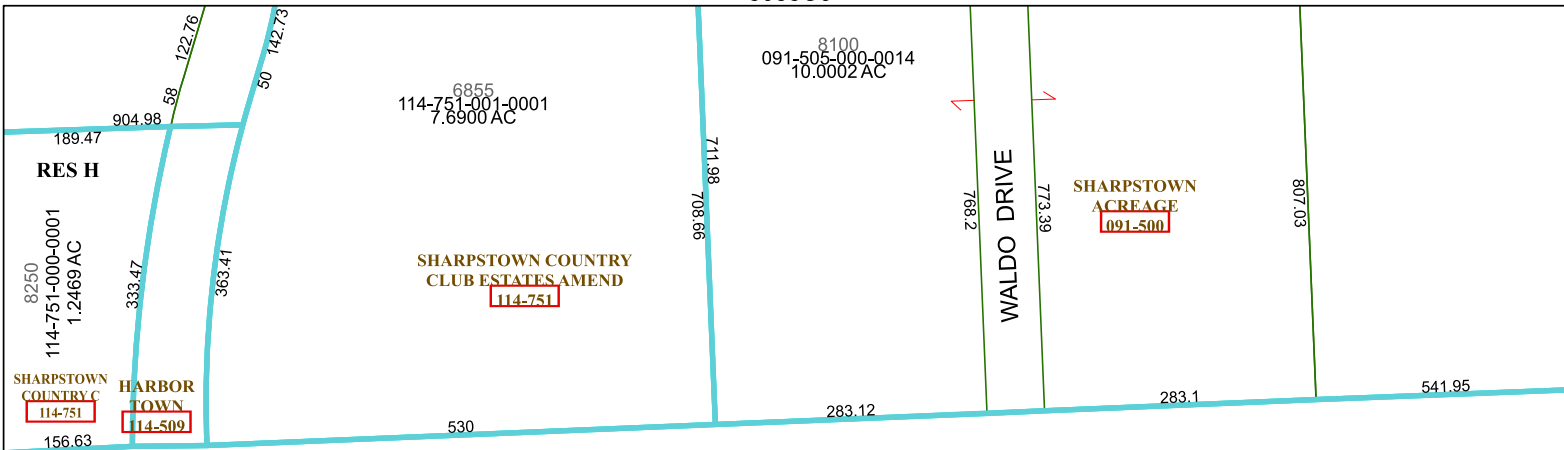 122.76
58
142.73
50
904.98
189.47
RES H
8250
114-751-000-0001
1.2469 AC
333.47
363.41
SHARPSTOWN
COUNTRY C
114-751
HARBOR
TOWN
114-509
156.63
6855
114-751-001-0001
7.6900 AC
SHARPSTOWN COUNTRY
CLUB ESTATES AMEND
114-751
530
711.98
708.66
8100
091-505-000-0014
10.0002 AC
768.2
WALDO DRIVE
773.39
283.12
SHARPSTOWN
ACREAGE
091-500
807.03
283.1
541.95